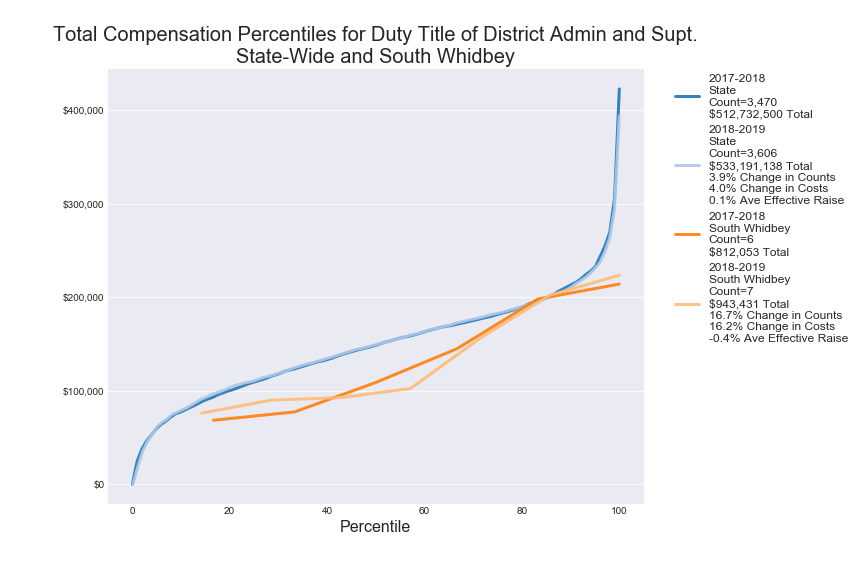 Total Compensation Percentiles for Duty Title of District Admin and Supt.
State-Wide and South Whidbey
$400,000
$300,000
$200,000
$100,000
$0
0
20
40
60
80
100
Percentile
2017-2018
State
Count=3,470
$512,732,500 Total
2018-2019
State
Count=3,606
$533,191,138 Total
3.9% Change in Counts
4.0% Change in Costs
0.1% Ave Effective Raise
2017-2018
South Whidbey
Count=6
$812,053 Total
2018-2019
South Whidbey
Count=7
$943,431 Total
16.7% Change in Counts
16.2% Change in Costs
-0.4% Ave Effective Raise